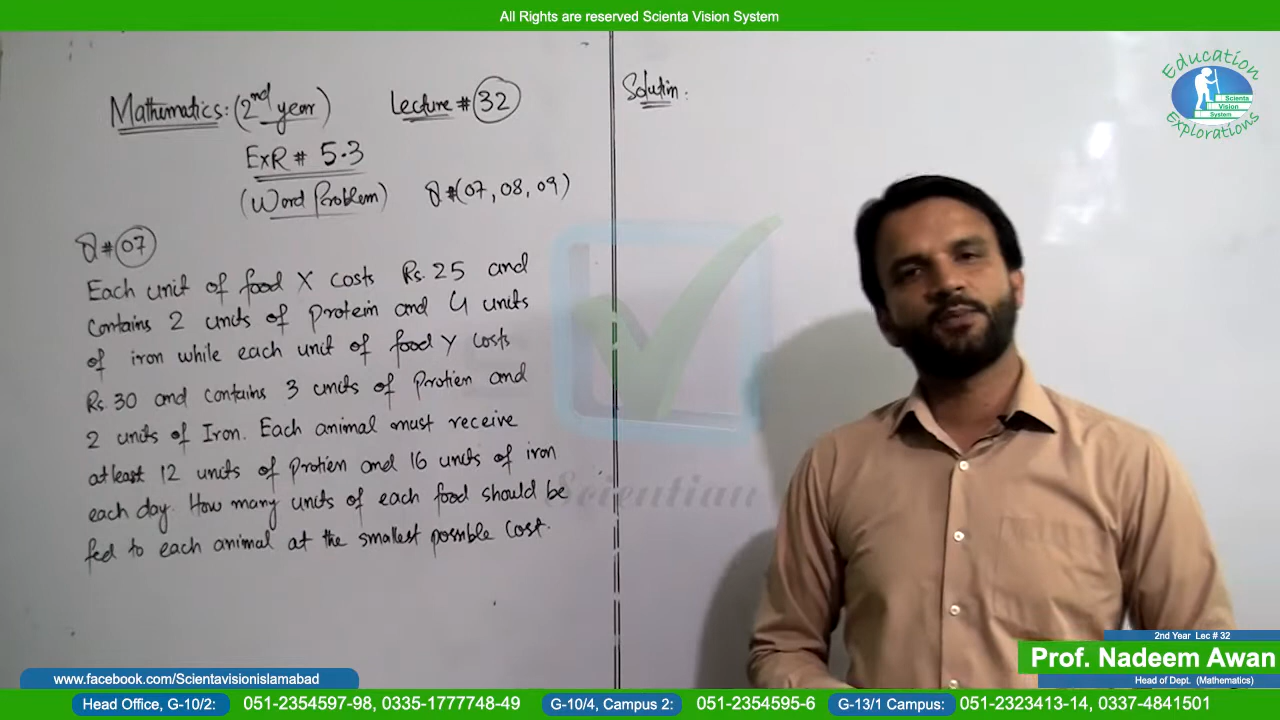 All Rights are reserved Scienta Vision System
Mathematics: (2nd year) Lecture # 32
ExR # 5.3
(Word Problem) Q#(07, 08, 09)
Q # 07
Each unit of food X costs Rs. 25 and
contains 2 units of protein and 4 units
of iron while each unit of food Y costs
Rs. 30 and contains 3 units of Protien and
2 units of Iron. Each animal must receive
at least 12 units of Protien and 16 units of iron
each day. How many units of each food should be
fed to each animal at the smallest possible cost.
Solution:
Education
Scienta
Vision
System
Explorations
Scientian
2nd Year Lec # 32
Prof. Nadeem Awan
Head of Dept. (Mathematics)
www.facebook.com/Scientavisionislamabad
Head Office, G-10/2: 051-2354597-98, 0335-1777748-49 G-10/4, Campus 2: 051-2354595-6 G-13/1 Campus: 051-2323413-14, 0337-4841501